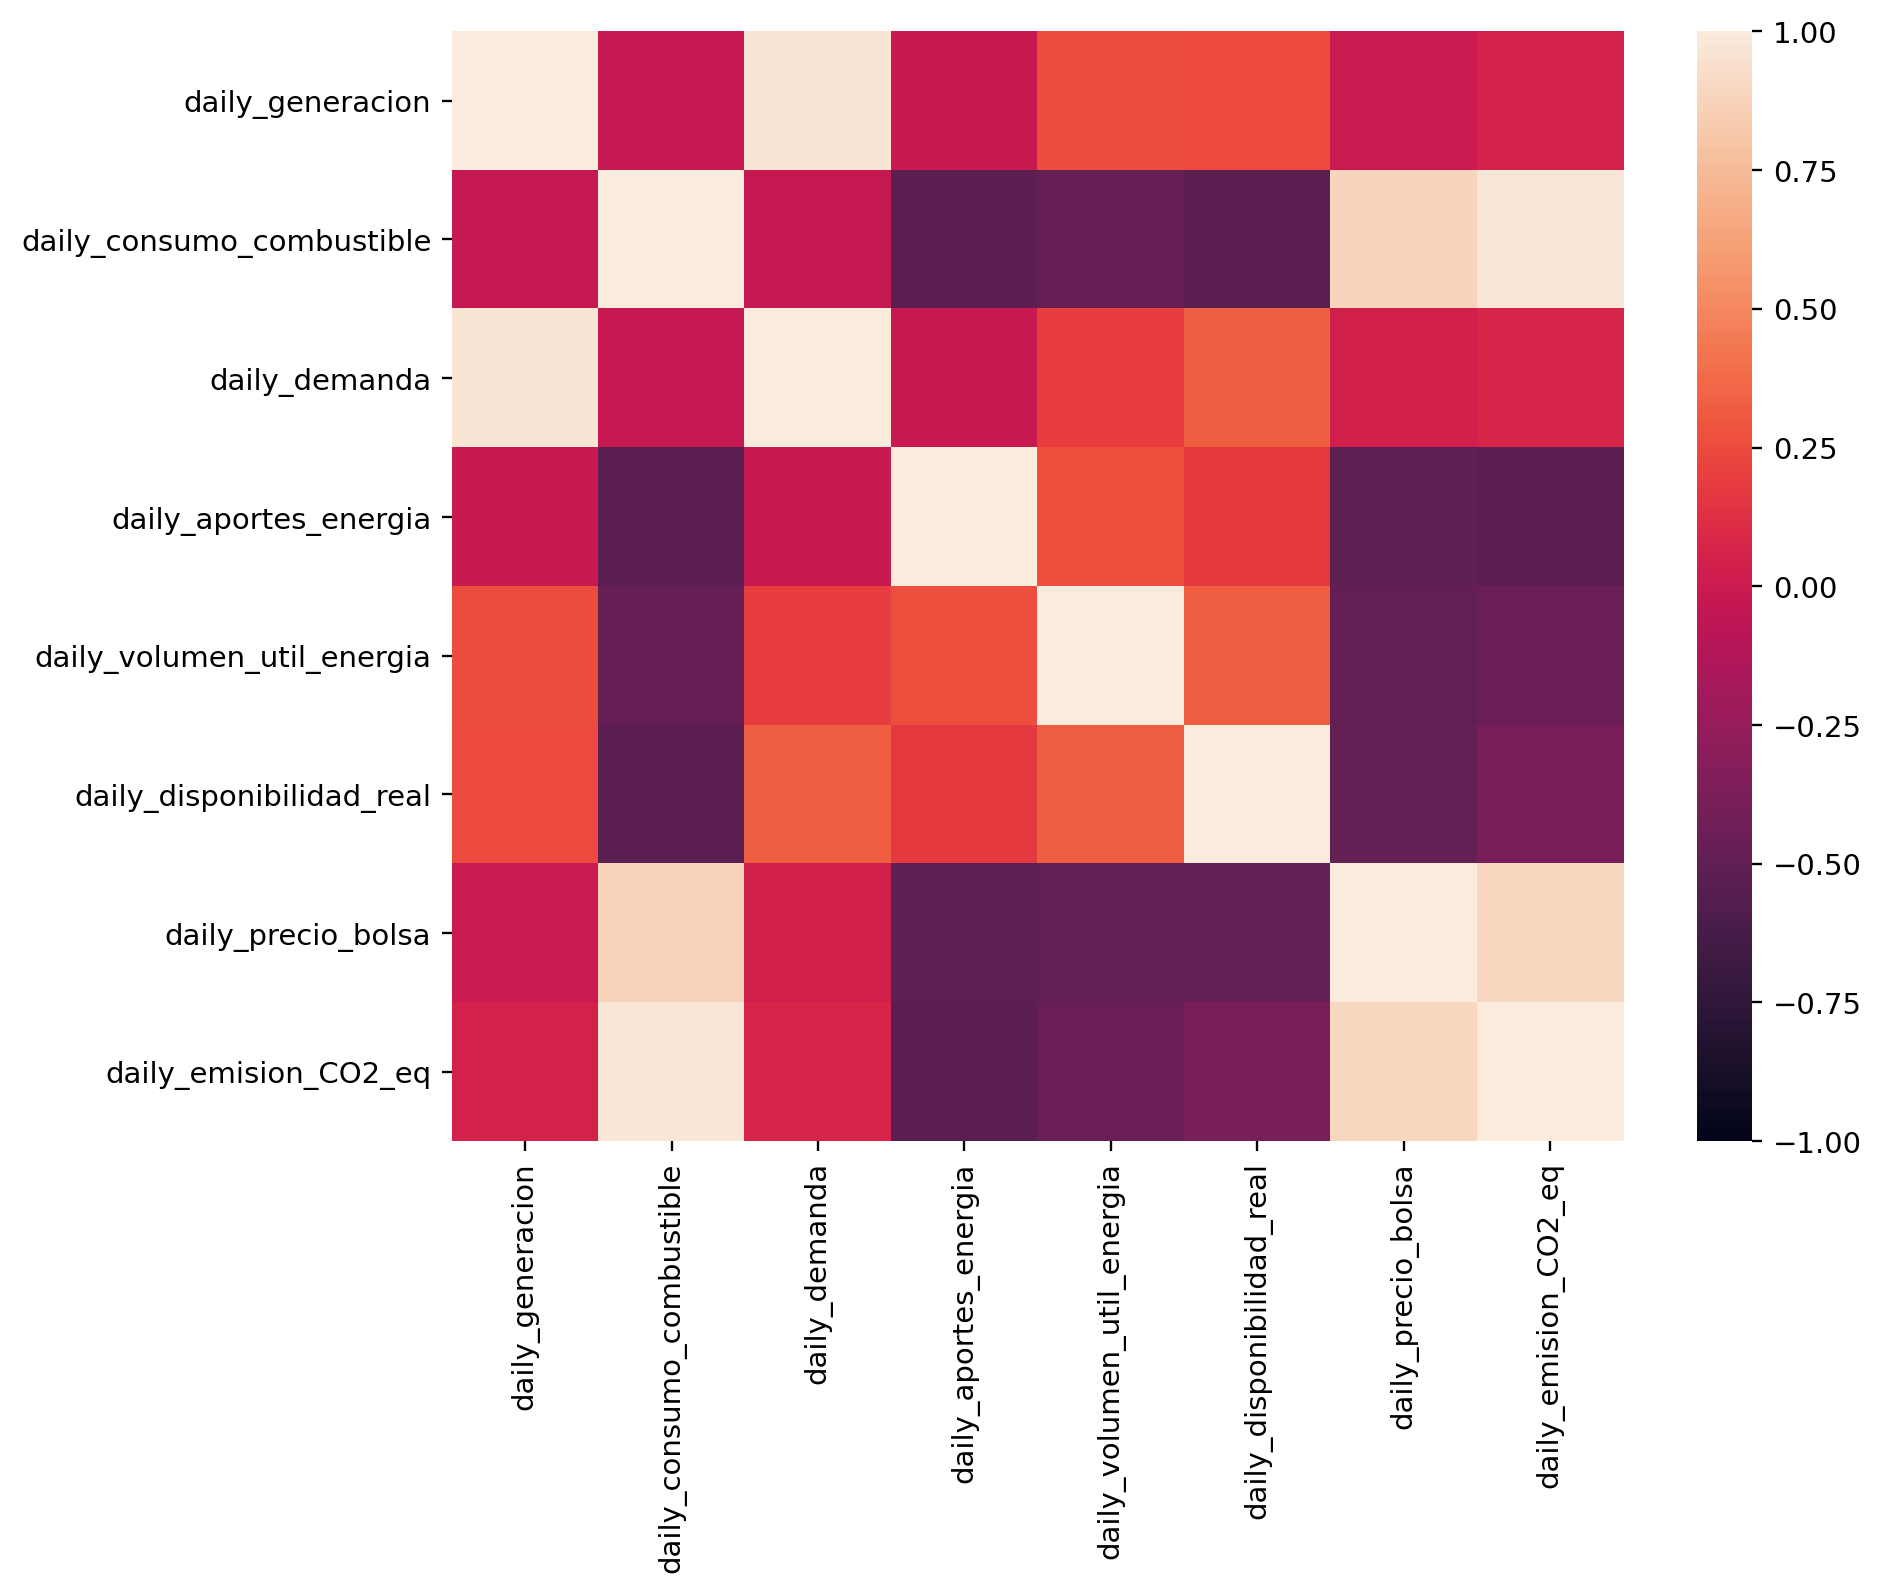 daily_generacion
daily_consumo_combustible
daily_demanda
daily_aportes_energia
daily_volumen_util_energia
daily_disponibilidad_real
daily_precio_bolsa
daily_emision_CO2_eq
daily_generacion
daily_consumo_combustible
daily_demanda
daily_aportes_energia
daily_volumen_util_energia
daily_disponibilidad_real
daily_precio_bolsa
daily_emision_CO2_eq
1.00
0.75
0.50
0.25
0.00
−0.25
−0.50
−0.75
−1.00